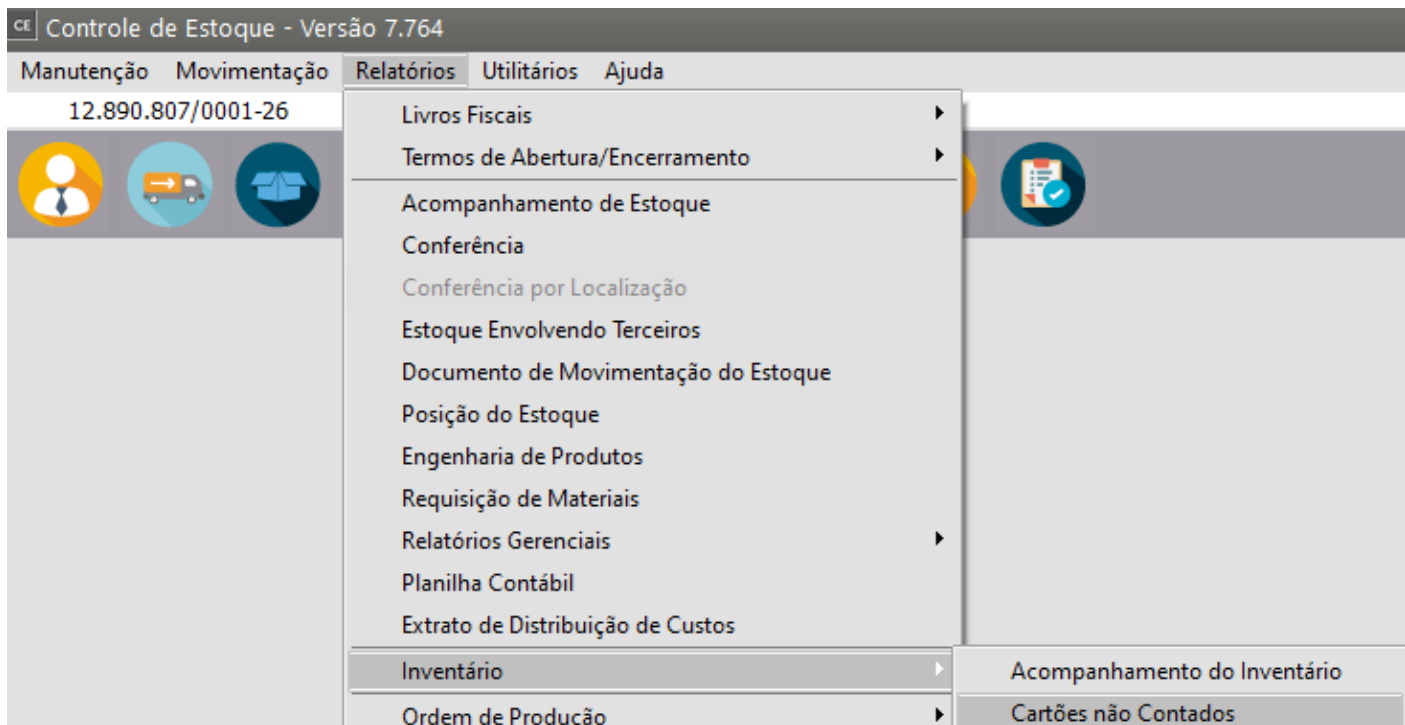 CE Controle de Estoque - Versão 7.764
Manutenção Movimentação Relatórios Utilitários Ajuda
12.890.807/0001-26
Livros Fiscais
Termos de Abertura/Encerramento
Acompanhamento de Estoque
Conferência
Conferência por Localização
Estoque Envolvendo Terceiros
Documento de Movimentação do Estoque
Posição do Estoque
Engenharia de Produtos
Requisição de Materiais
Relatórios Gerenciais
Planilha Contábil
Extrato de Distribuição de Custos
Inventário
Acompanhamento do Inventário
Ordem de Produção
Cartões não Contados